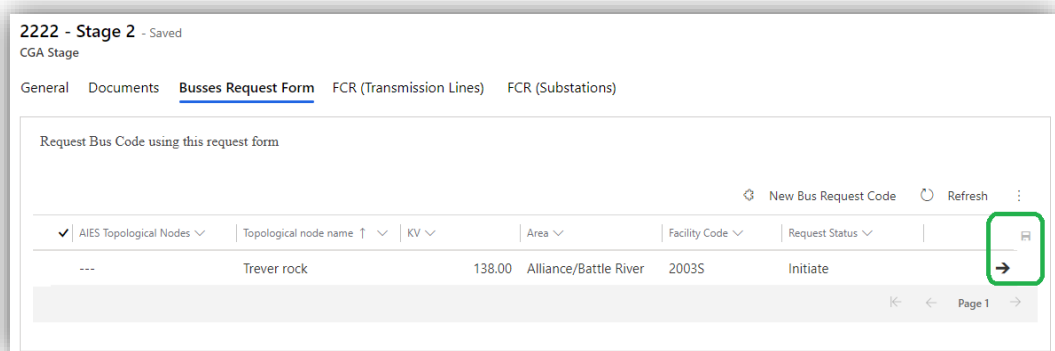 2222 - Stage 2 - Saved
CGA Stage
General Documents Busses Request Form FCR (Transmission Lines) FCR (Substations)
Request Bus Code using this request form
New Bus Request Code Refresh
AIES Topological Nodes Topological node name ↑ KV Area Facility Code Request Status
--- Trever rock 138.00 Alliance/Battle River 2003S Initiate
Page 1